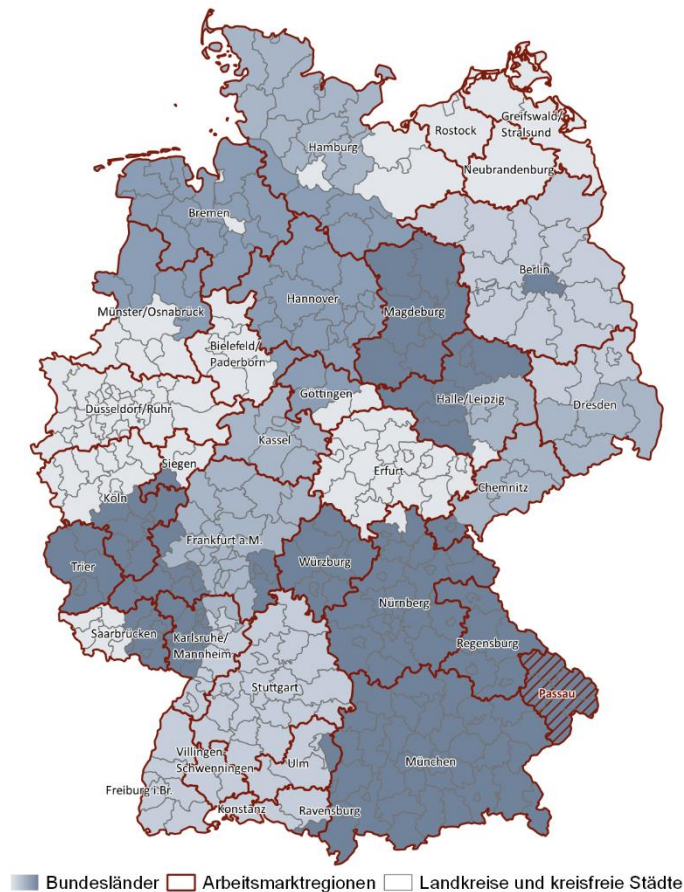 Greifswald/
Stralsund
Rostock
Hamburg
Neubrandenburg
Bremen
Berlin
Hannover
Münster/Osnabrück
Magdeburg
Bielefeld/
Paderborn
Göttingen
Halle/Leipzig
Düsseldorf/Ruhr
Dresden
Kassel
Siegen
Erfurt
Köln
Chemnitz
Frankfurt a.M.
Trier
Würzburg
Nürnberg
Saarbrücken
Karlsruhe/
Mannheim
Regensburg
Stuttgart
Passau
Villingen-
Schwenningen
Ulm
München
Freiburg i.Br.
Konstanz
Ravensburg
Bundesländer Arbeitsmarktregionen Landkreise und kreisfreie Städte